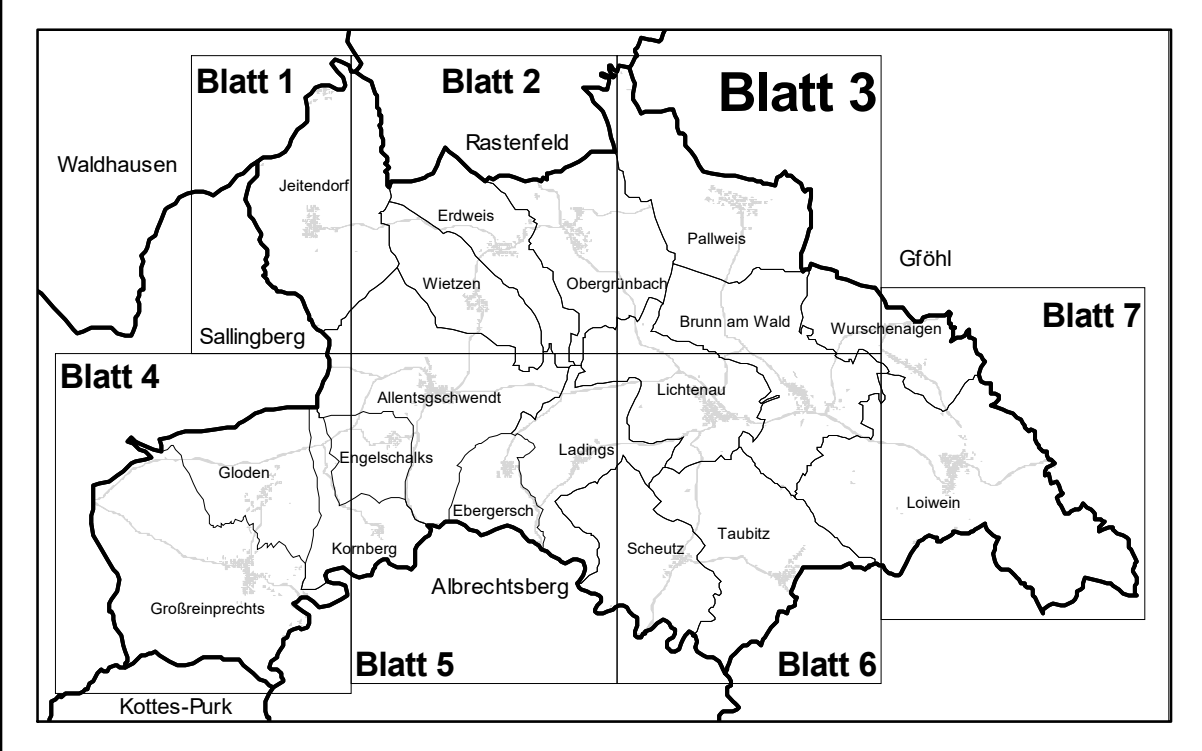 Blatt 1
Blatt 2
Blatt 3
Rastenfeld
Waldhausen
Jeitendorf
Erdweis
Pallweis
Gföhl
Wietzen
Obergrünbach
Brunn am Wald
Wurschenaigen
Blatt 7
Sallingberg
Blatt 4
Allentsgschwendt
Lichtenau
Engelschalks
Ladings
Gloden
Loiwein
Ebergersch
Taubitz
Kornberg
Scheutz
Albrechtsberg
Großreinprechts
Blatt 5
Blatt 6
Kottes-Purk